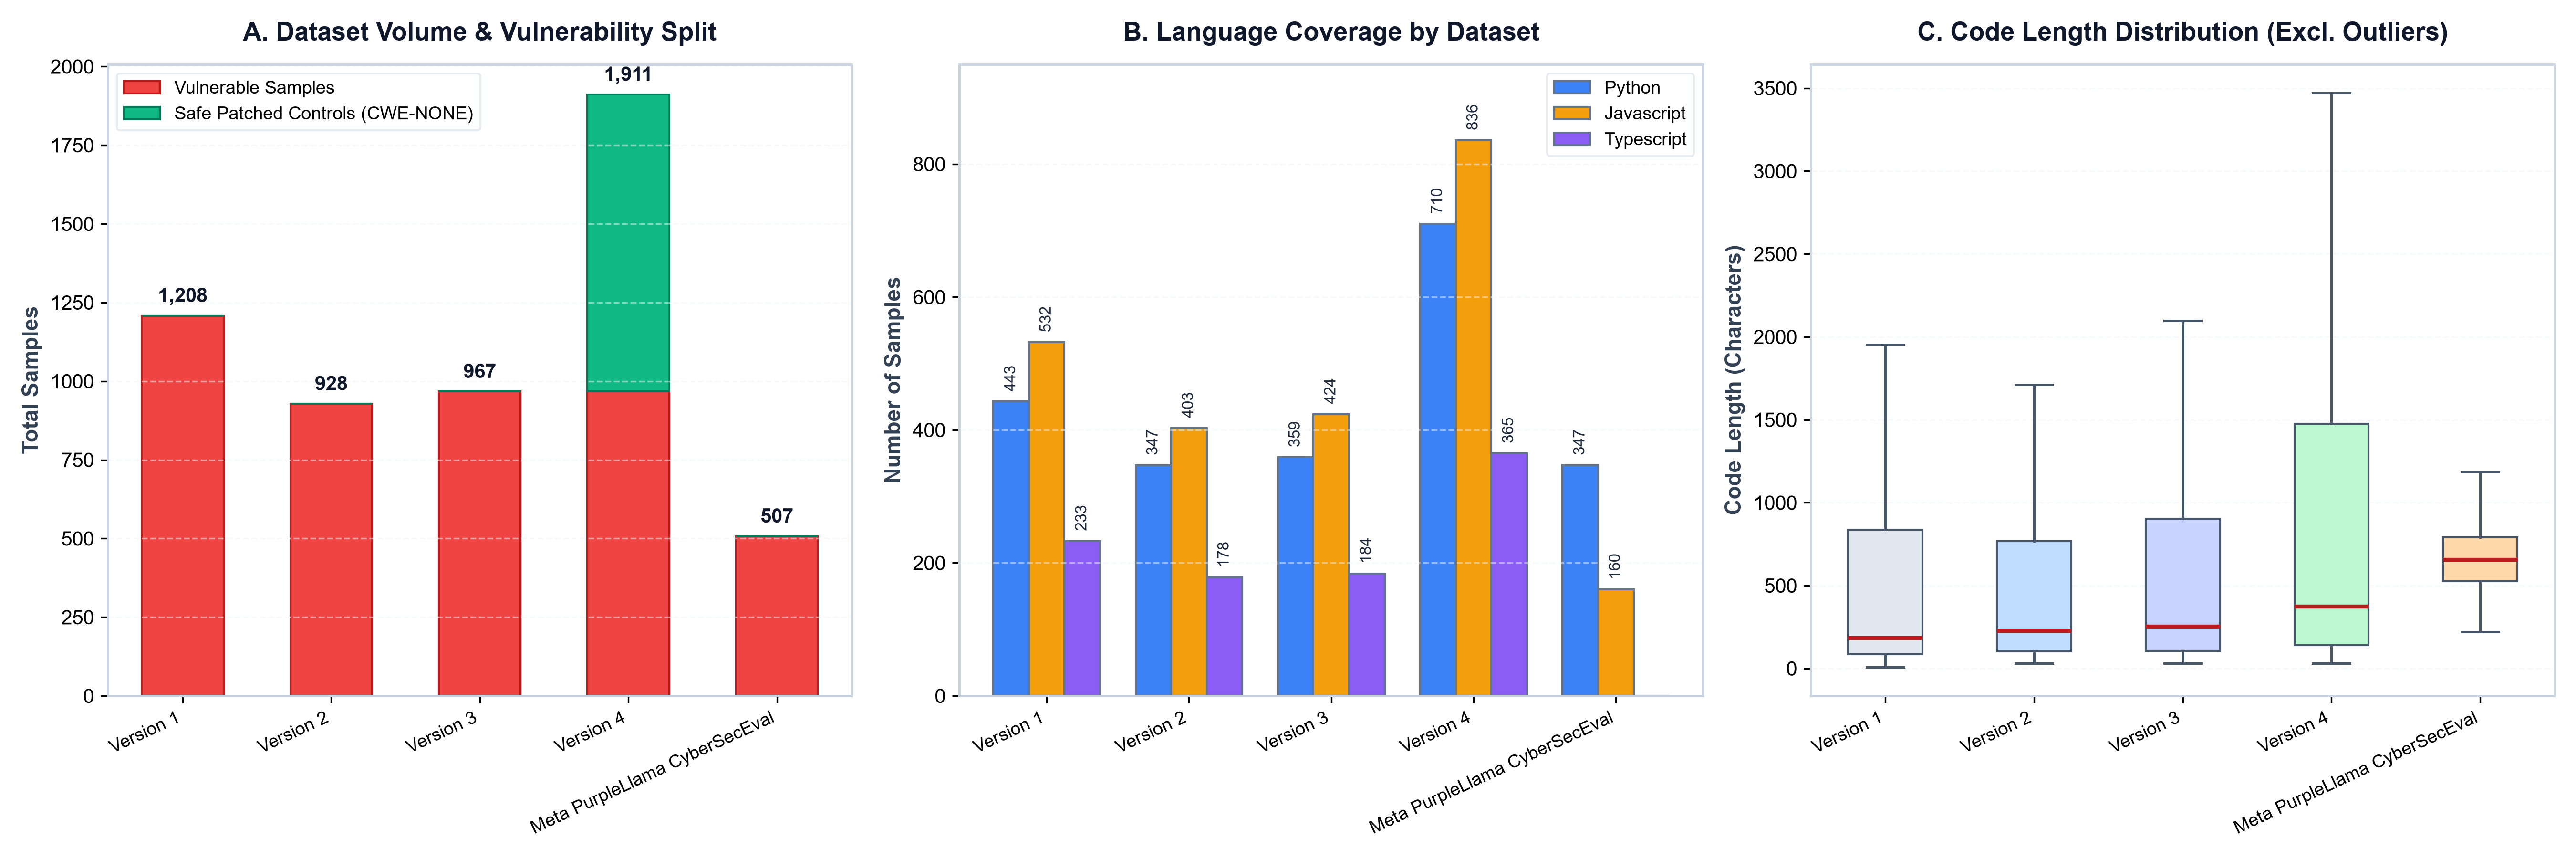 A. Dataset Volume & Vulnerability Split
Total Samples
2000
1750
1500
1250
1000
750
500
250
0
Vulnerable Samples
Safe Patched Controls (CWE-NONE)
1,208
928
967
1,911
507
Version 1
Version 2
Version 3
Version 4
Meta PurpleLlama CyberSecEval
B. Language Coverage by Dataset
Number of Samples
800
600
400
200
0
Python
Javascript
Typescript
443
532
233
347
403
178
359
424
184
710
836
365
347
160
Version 1
Version 2
Version 3
Version 4
Meta PurpleLlama CyberSecEval
C. Code Length Distribution (Excl. Outliers)
Code Length (Characters)
3500
3000
2500
2000
1500
1000
500
0
Version 1
Version 2
Version 3
Version 4
Meta PurpleLlama CyberSecEval